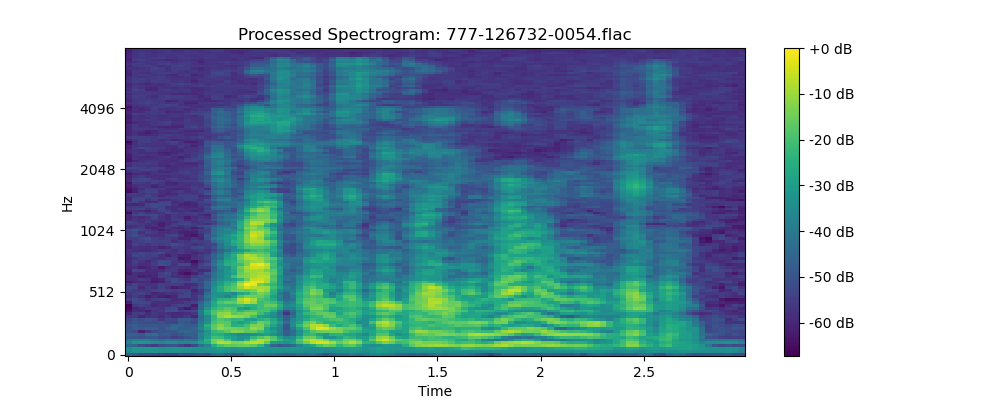 Processed Spectrogram: 777-126732-0054.flac
Hz
4096
2048
1024
512
0
0
0.5
1
1.5
2
2.5
Time
+0 dB
-10 dB
-20 dB
-30 dB
-40 dB
-50 dB
-60 dB